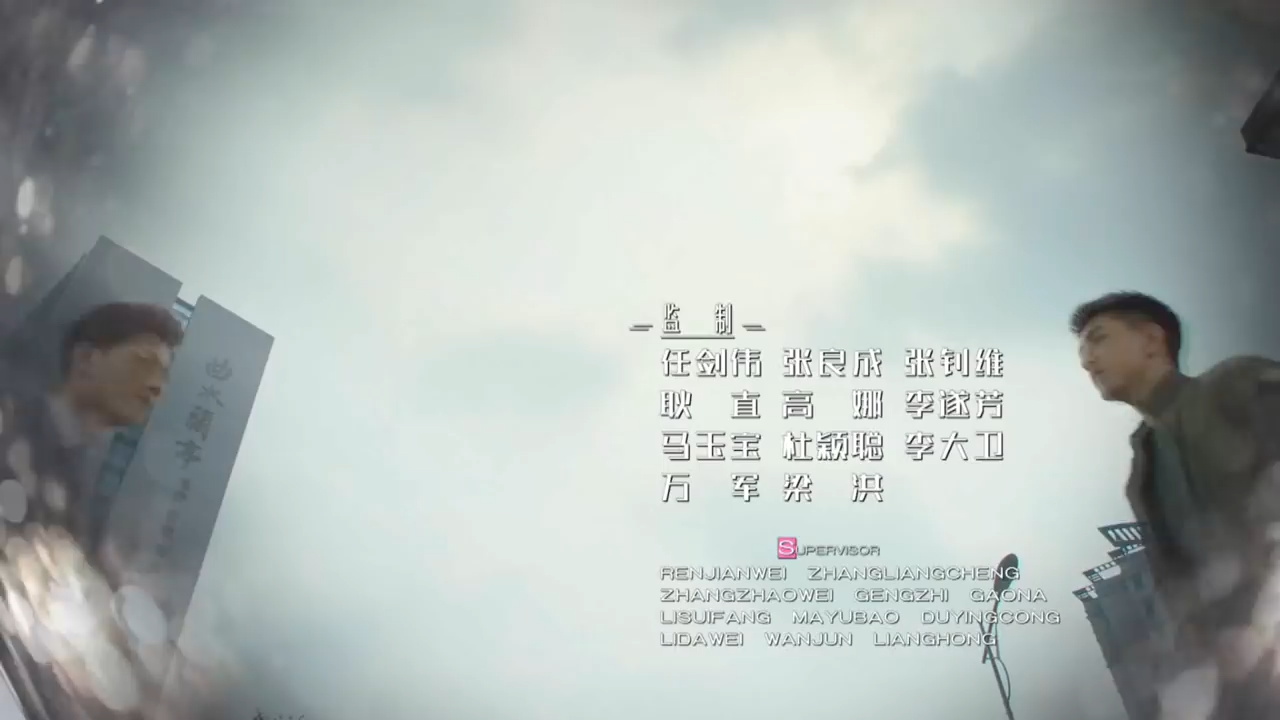 监 制
任剑伟 张良成 张钊维
耿 直 高 娜 李遂芳
马玉宝 杜颖聪 李大卫
万 军 梁 洪
SUPERVISOR
RENJIANWEI ZHANGLIANGCHENG
ZHANGZHAOWEI GENGZHI GAONA
LISUIFANG MAYUBAO DUYINGCONG
LIDAWEI WANJUN LIANGHONG